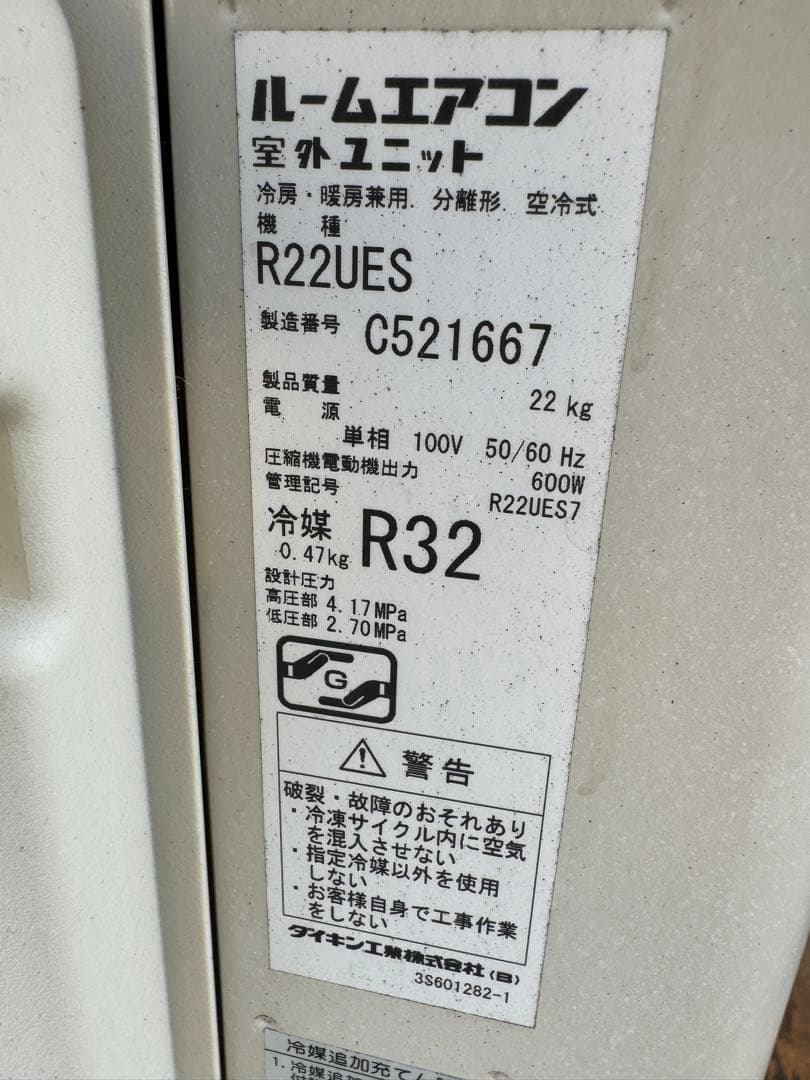 ルームエアコン
室外ユニット
冷房・暖房兼用. 分離形. 空冷式
機 種
R22UES
製造番号 C521667
製品質量 22 kg
電 源
単相 100V 50/60 Hz
圧縮機電動機出力 600W
管理記号 R22UES7
冷媒 R32
0.47kg
設計圧力
高圧部 4.17MPa
低圧部 2.70MPa
G
警告
破裂・故障のおそれあり
・冷凍サイクル内に空気
を混入させない
・指定冷媒以外を使用
しない
・お客様自身で工事作業
をしない
ダイキン工業株式会社(B)
3S601282-1
冷媒追加充てん
1. 冷媒追加